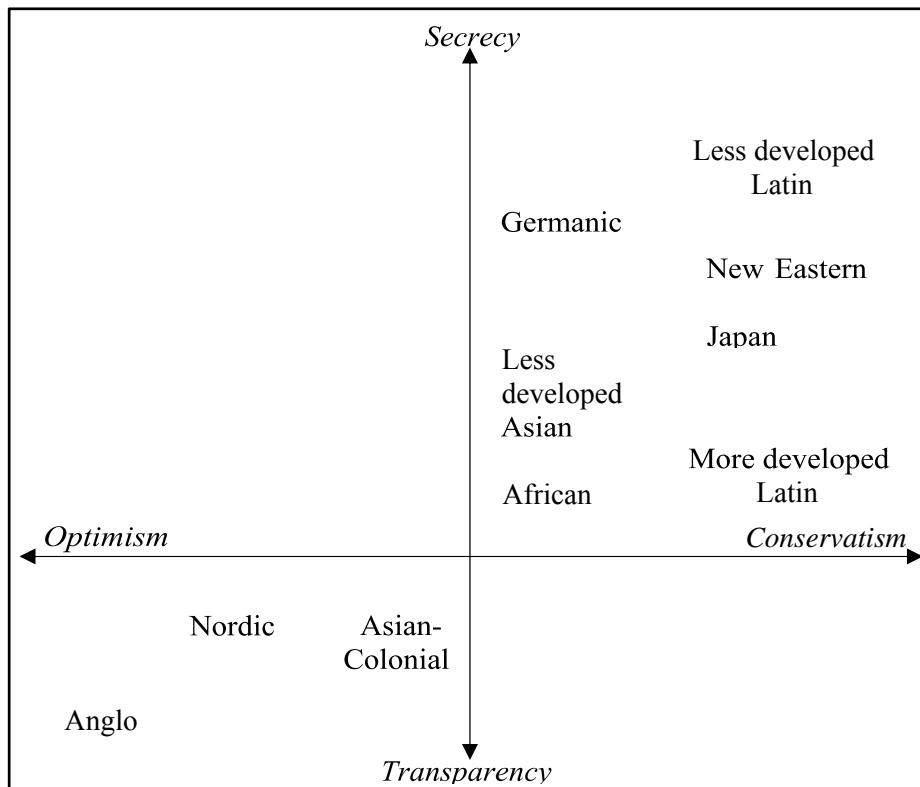 Secrecy
Less developed
Latin
Germanic
New Eastern
Japan
Less
developed
Asian
More developed
Latin
African
Optimism
Conservatism
Nordic
Asian-
Colonial
Anglo
Transparency